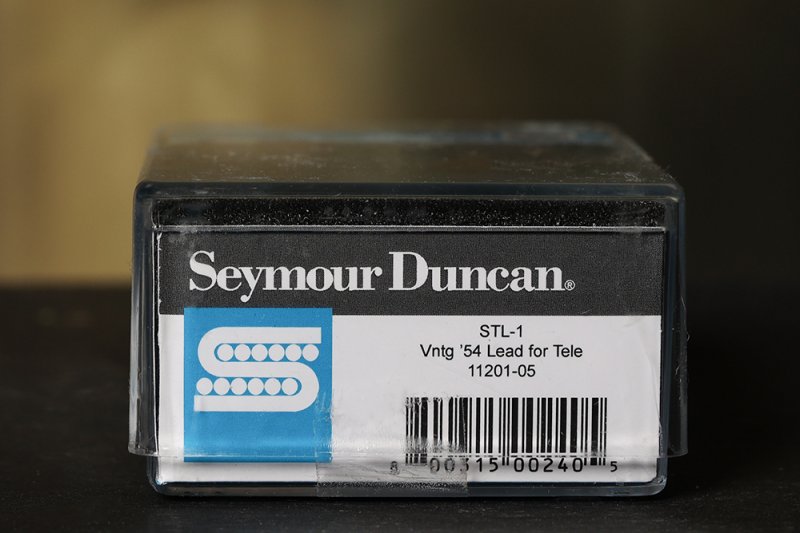 Seymour Duncan®
STL-1
Vntg '54 Lead for Tele
11201-05
8 00315 00240 5